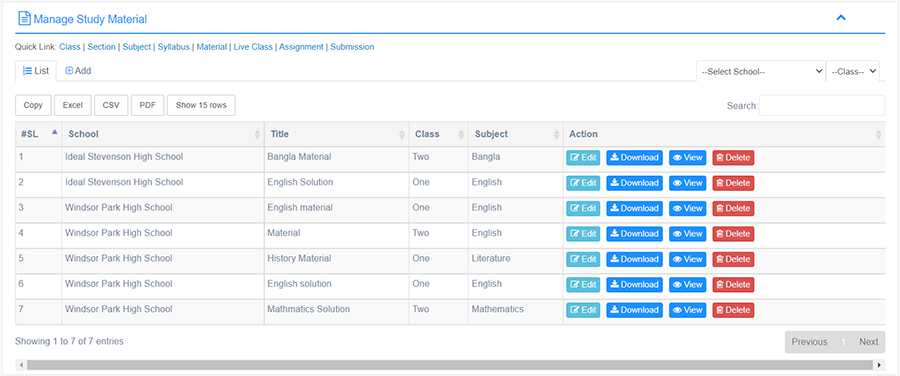 Manage Study Material
Quick Link: Class | Section | Subject | Syllabus | Material | Live Class | Assignment | Submission
List Add --Select School-- --Class--
Copy Excel CSV PDF Show 15 rows Search:
#SL School Title Class Subject Action
1 Ideal Stevenson High School Bangla Material Two Bangla Edit Download View Delete
2 Ideal Stevenson High School English Solution One English Edit Download View Delete
3 Windsor Park High School English material One English Edit Download View Delete
4 Windsor Park High School Material Two English Edit Download View Delete
5 Windsor Park High School History Material One Literature Edit Download View Delete
6 Windsor Park High School English solution One English Edit Download View Delete
7 Windsor Park High School Mathmatics Solution Two Mathematics Edit Download View Delete
Showing 1 to 7 of 7 entries Previous 1 Next